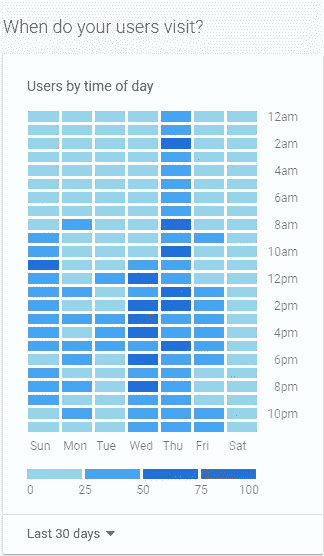 When do your users visit?
Users by time of day
12am
2am
4am
6am
8am
10am
12pm
2pm
4pm
6pm
8pm
10pm
Sun Mon Tue Wed Thu Fri Sat
0 25 50 75 100
Last 30 days